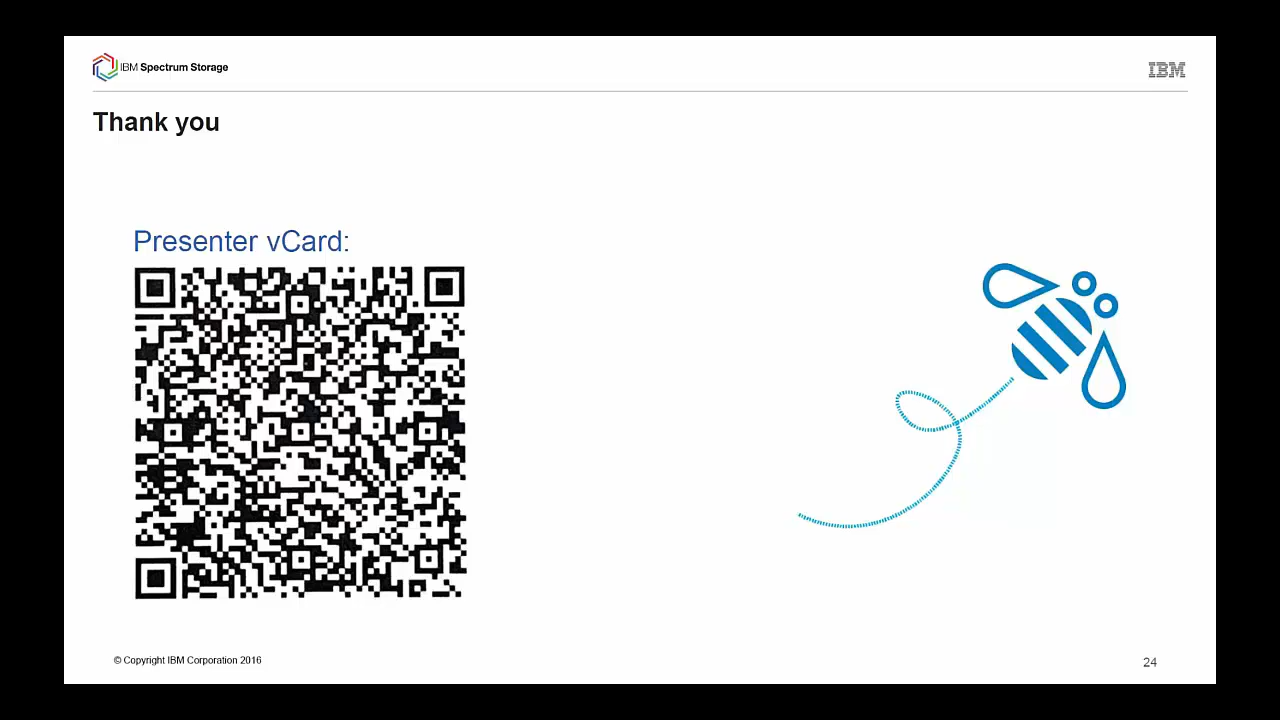 IBM Spectrum Storage
IBM
Thank you
Presenter vCard:
© Copyright IBM Corporation 2016
24